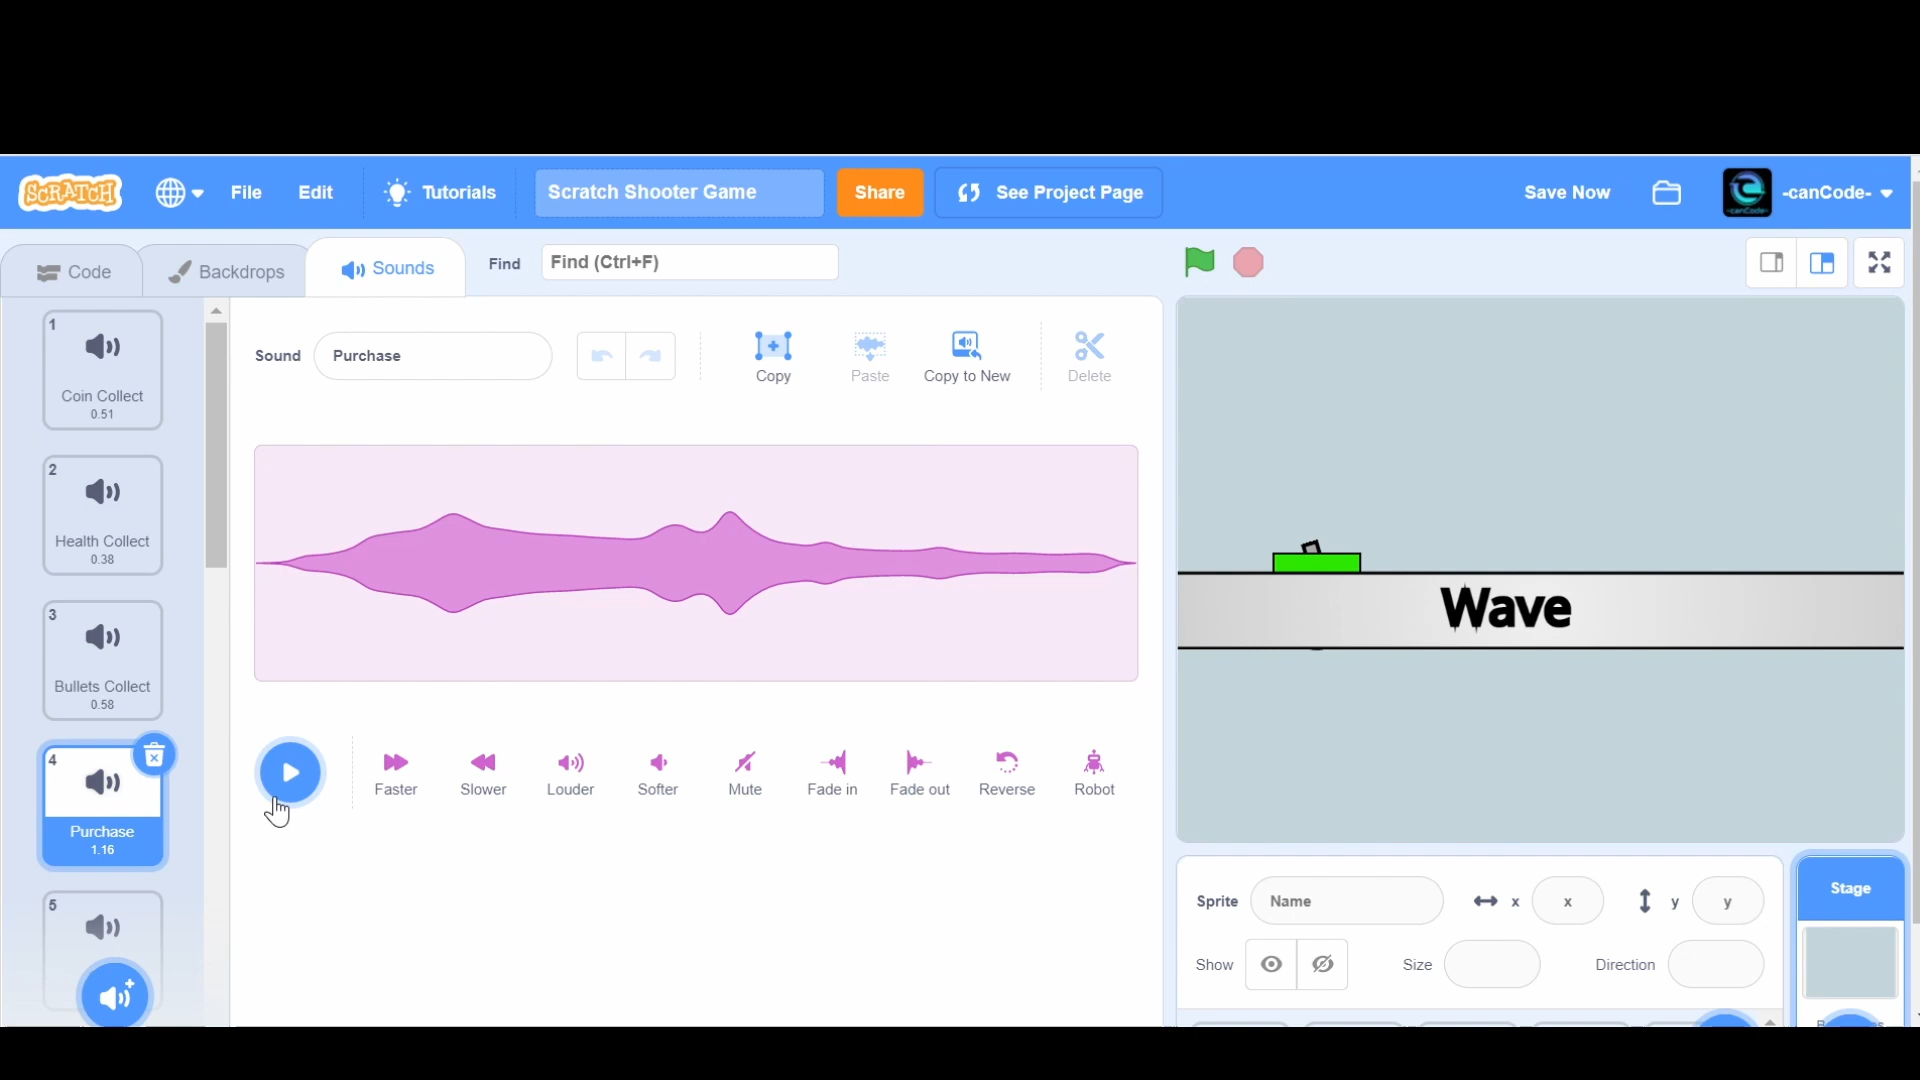 SCRATCH File Edit Tutorials Scratch Shooter Game Share See Project Page Save Now -canCode-
Code Backdrops Sounds Find Find (Ctrl+F)
1
Coin Collect
0.51
2
Health Collect
0.38
3
Bullets Collect
0.58
4
Purchase
1.16
5
Sound Purchase
Copy Paste Copy to New Delete
Faster Slower Louder Softer Mute Fade in Fade out Reverse Robot
Wave
Sprite Name x x y y
Show Size Direction
Stage